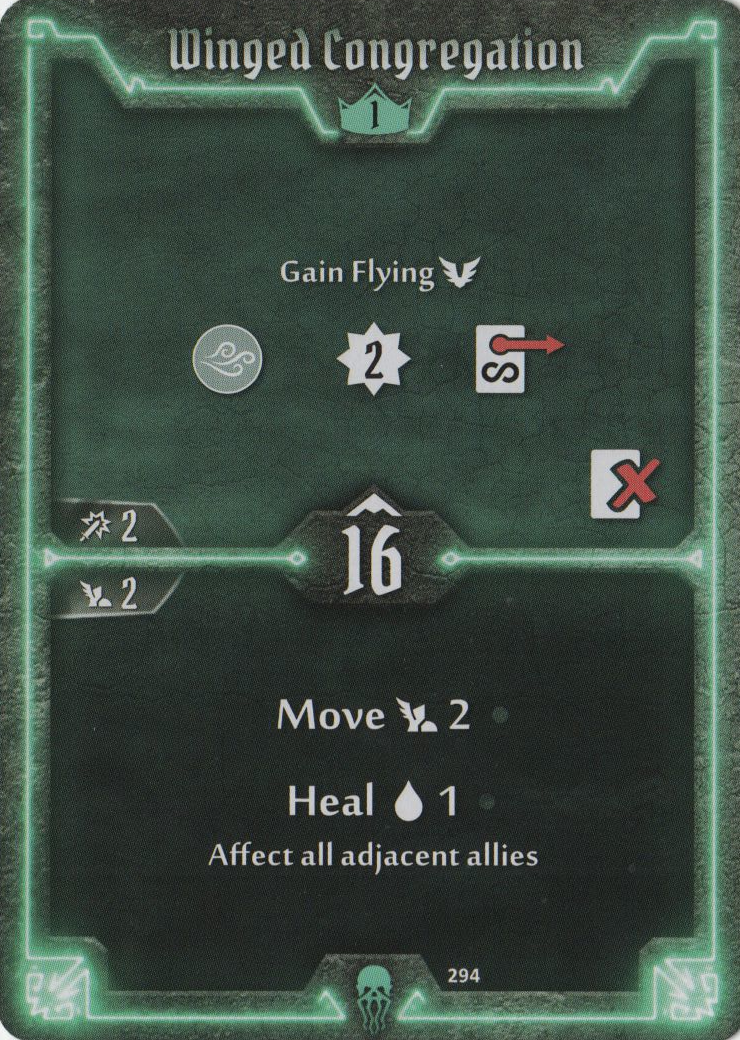 Winged Congregation
1
Gain Flying
2
2
16
2
Move 2
Heal 1
Affect all adjacent allies
294